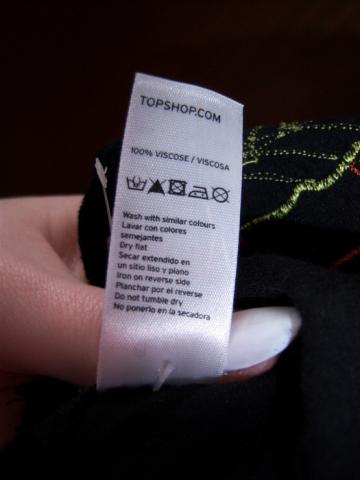 TOPSHOP.COM
100% VISCOSE / VISCOSA
Wash with similar colours
Lavar con colores
semejantes
Dry flat
Secar extendido en
un sitio liso y plano
Iron on reverse side
Planchar por el reverse
Do not tumble dry
No ponerlo en la secadora